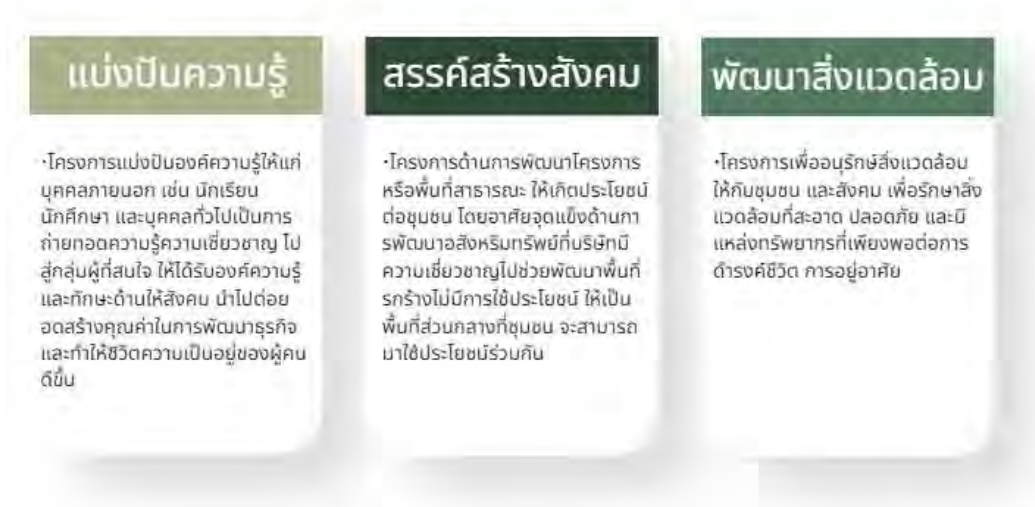 แบ่งปันความรู้
·โครงการแบ่งปันองค์ความรู้ให้แก่
บุคคลภายนอก เช่น นักเรียน
นักศึกษา และบุคคลทั่วไปเป็นการ
ถ่ายทอดความรู้ความเชี่ยวชาญ ไป
สู่กลุ่มผู้ที่สนใจ ให้ได้รับองค์ความรู้
และทักษะด้านให้สังคม นำไปต่อย
อดสร้างคุณค่าในการพัฒนาธุรกิจ
และทำให้ชีวิตความเป็นอยู่ของผู้คน
ดีขึ้น
สรรค์สร้างสังคม
·โครงการด้านการพัฒนาโครงการ
หรือพื้นที่สาธารณะ ให้เกิดประโยชน์
ต่อชุมชน โดยอาศัยจุดแข็งด้านกา
รพัฒนาอสังหริมทรัพย์ที่บริษัทมี
ความเชี่ยวชาญไปช่วยพัฒนาพื้นที่
รกร้างไม่มีการใช้ประโยชน์ ให้เป็น
พื้นที่ส่วนกลางที่ชุมชน จะสามารถ
มาใช้ประโยชน์ร่วมกัน
พัฒนาสิ่งแวดล้อม
·โครงการเพื่ออนุรักษ์สิ่งแวดล้อม
ให้กับชุมชน และสังคม เพื่อรักษาสิ่ง
แวดล้อมที่สะอาด ปลอดภัย และมี
แหล่งทรัพยากรที่เพียงพอต่อการ
ดำรงค์ชีวิต การอยู่อาศัย